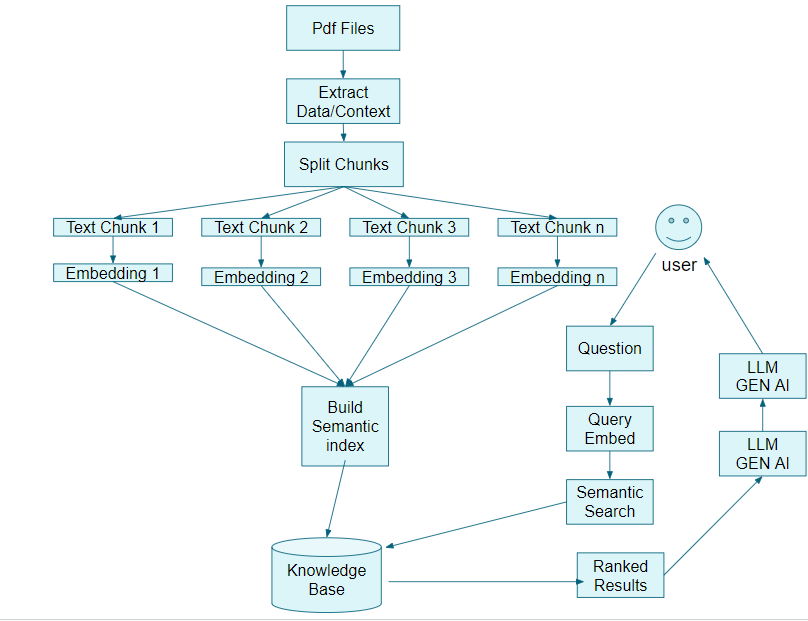 Pdf Files
Extract
Data/Context
Split Chunks
Text Chunk 1
Text Chunk 2
Text Chunk 3
Text Chunk n
Embedding 1
Embedding 2
Embedding 3
Embedding n
Build
Semantic
index
Knowledge
Base
user
Question
Query
Embed
Semantic
Search
Ranked
Results
LLM
GEN AI
LLM
GEN AI